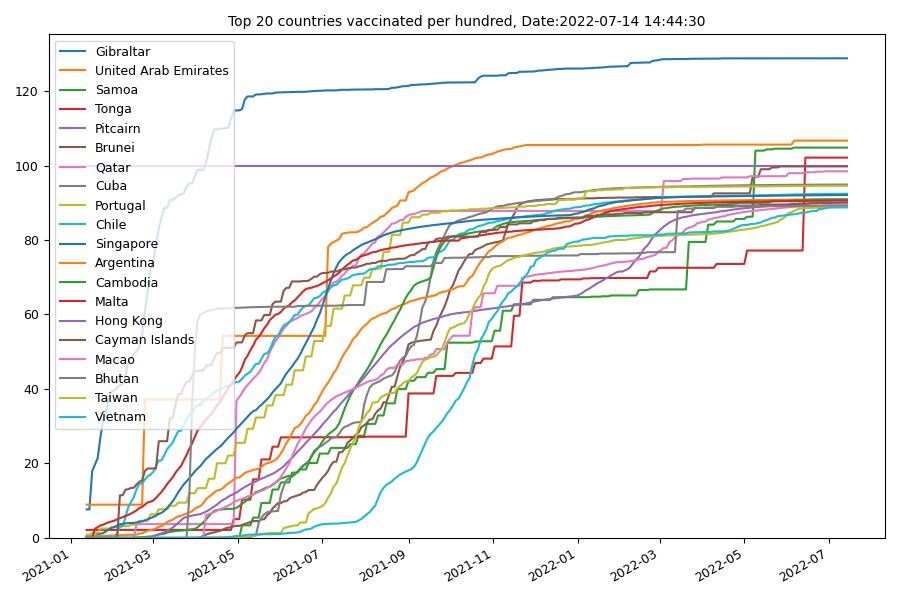 Top 20 countries vaccinated per hundred, Date:2022-07-14 14:44:30
Gibraltar
United Arab Emirates
Samoa
Tonga
Pitcairn
Brunei
Qatar
Cuba
Portugal
Chile
Singapore
Argentina
Cambodia
Malta
Hong Kong
Cayman Islands
Macao
Bhutan
Taiwan
Vietnam
120
100
80
60
40
20
0
2021-01
2021-03
2021-05
2021-07
2021-09
2021-11
2022-01
2022-03
2022-05
2022-07